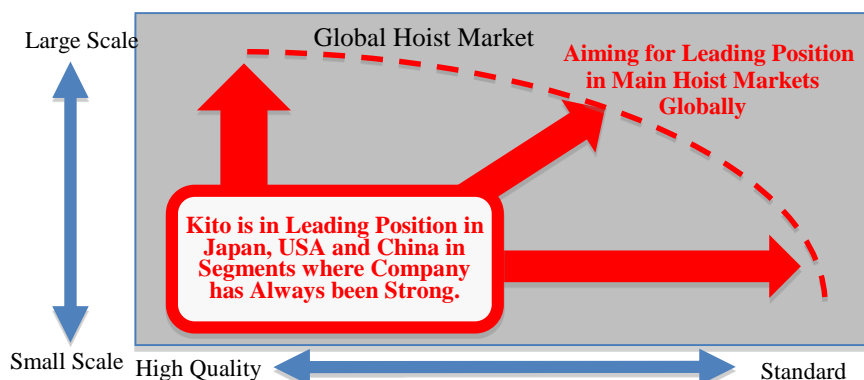 Large Scale
Global Hoist Market
Aiming for Leading Position
in Main Hoist Markets
Globally
Kito is in Leading Position in
Japan, USA and China in
Segments where Company
has Always been Strong.
Small Scale
High Quality
Standard